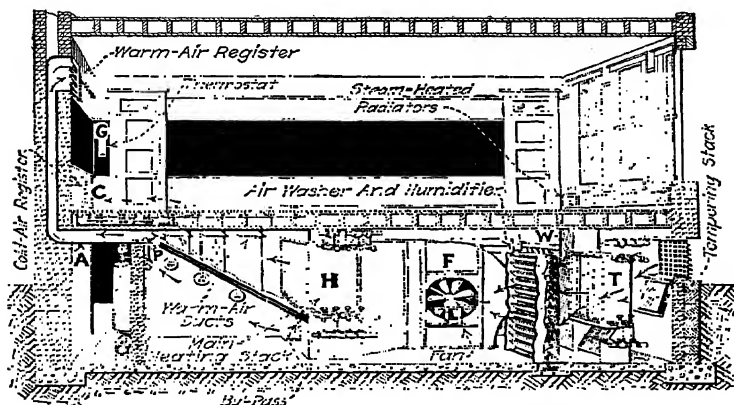 Warm-Air Register
Thermostat
Steam-Heated
Radiators
G
C
Air Washer And Humidifier
Cool-Air Register
Tempering Stack
A
P
H
F
W
T
Warm-Air
Ducts
Main
Heating Stack
Fan
By-Pass